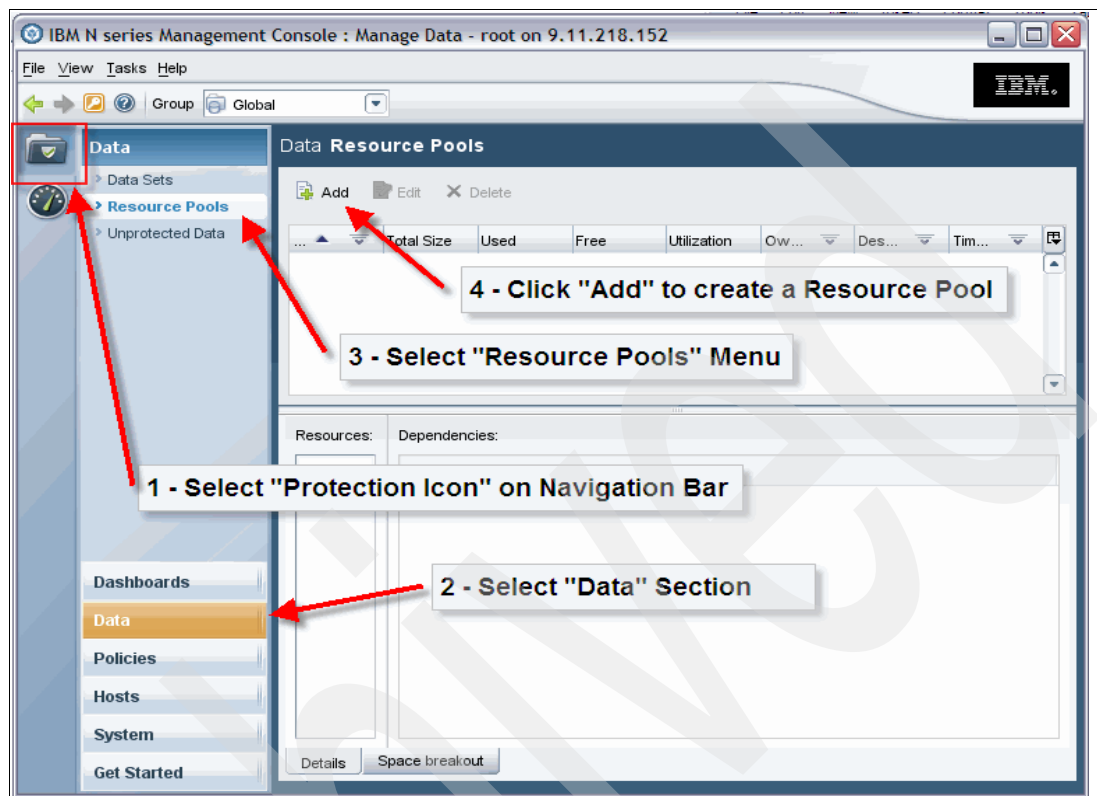 IBM N series Management Console : Manage Data - root on 9.11.218.152
File View Tasks Help
IBM.
Group Global
Data
Data Resource Pools
> Data Sets
> Resource Pools
> Unprotected Data
Add Edit Delete
... Total Size Used Free Utilization Ow... Des... Tim...
4 - Click "Add" to create a Resource Pool
3 - Select "Resource Pools" Menu
Resources: Dependencies:
1 - Select "Protection Icon" on Navigation Bar
2 - Select "Data" Section
Dashboards
Data
Policies
Hosts
System
Get Started
Details Space breakout